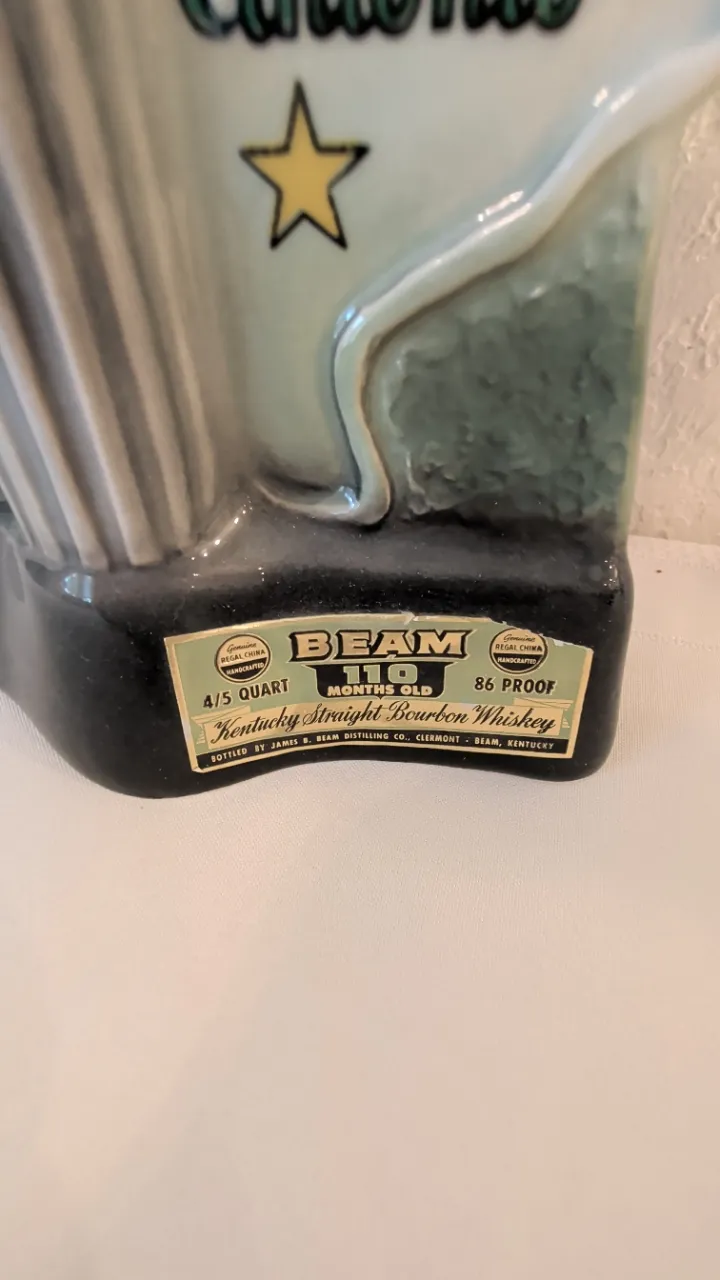 Genuine
REGAL CHINA
HANDCRAFTED
BEAM
Genuine
REGAL CHINA
HANDCRAFTED
4/5 QUART
110
MONTHS OLD
86 PROOF
Kentucky Straight Bourbon Whiskey
BOTTLED BY JAMES B. BEAM DISTILLING CO., CLERMONT - BEAM, KENTUCKY